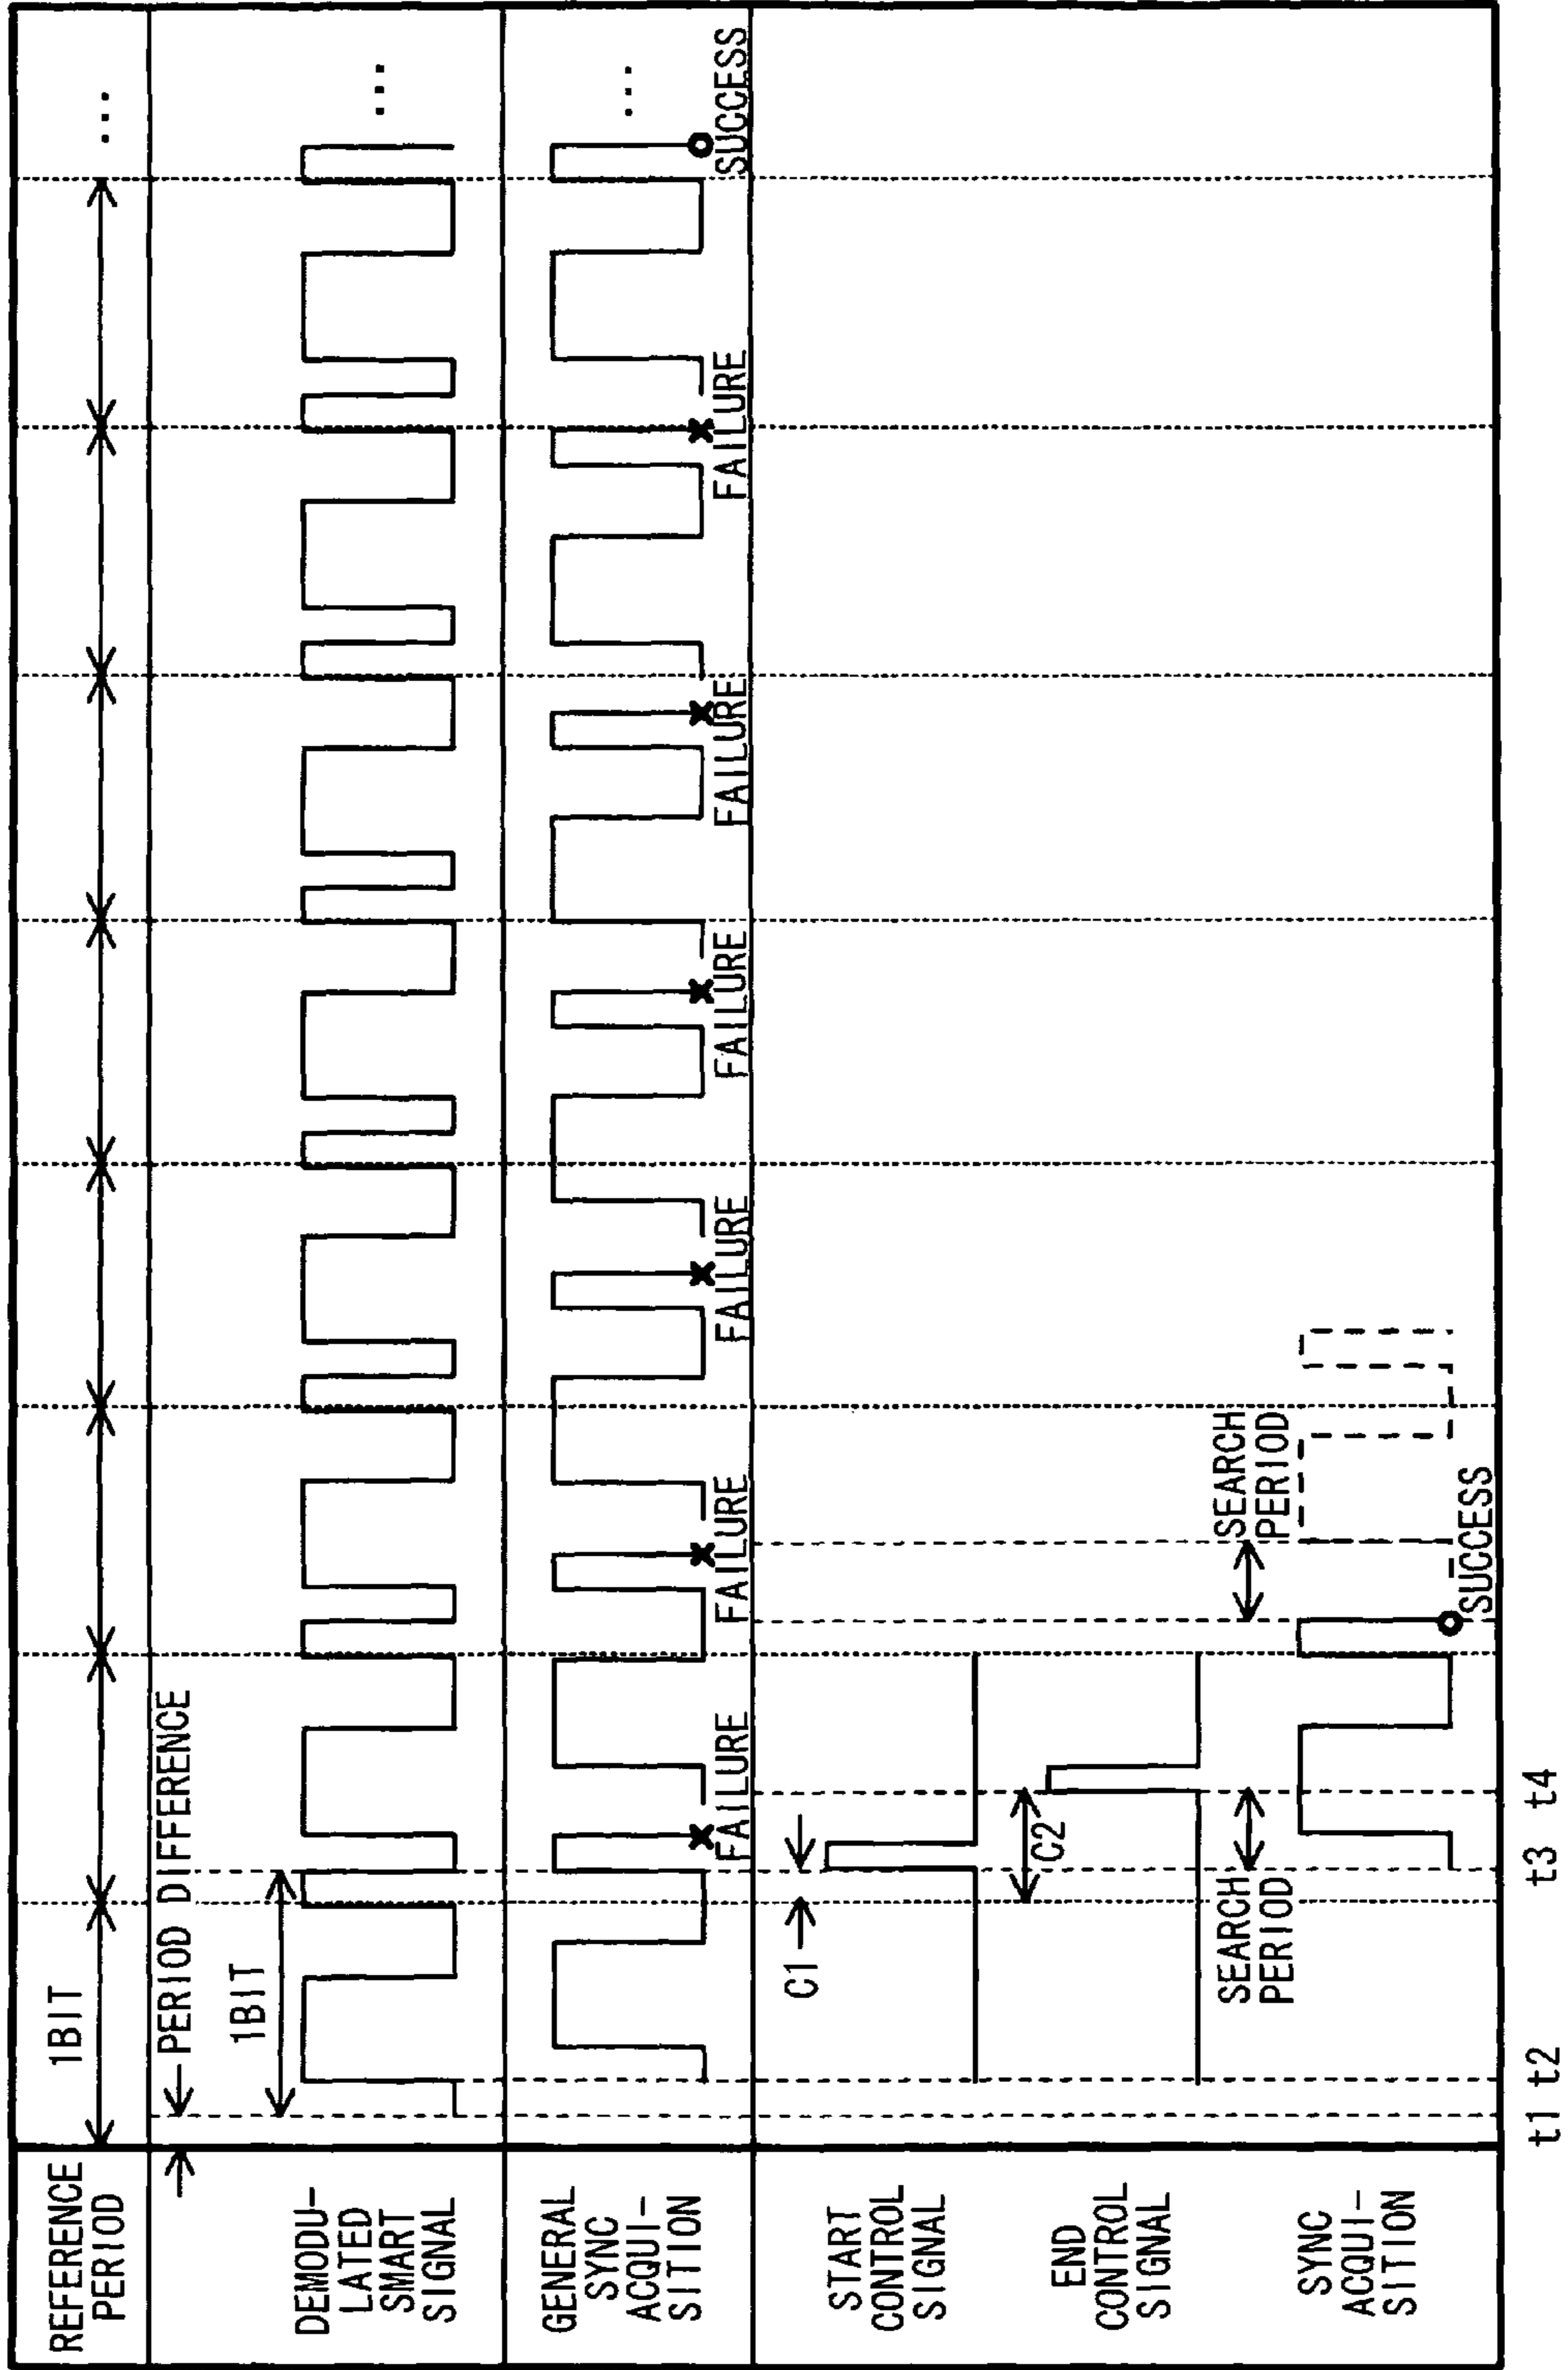 REFERENCE
PERIOD
1BIT
...
PERIOD DIFFERENCE
1BIT
DEMODU-
LATED
SMART
SIGNAL
...
GENERAL
SYNC
ACQUI-
SITION
...
FAILURE
FAILURE
FAILURE
FAILURE
FAILURE
FAILURE
SUCCESS
START
CONTROL
SIGNAL
C1
END
CONTROL
SIGNAL
C2
SYNC
ACQUI-
SITION
SEARCH
PERIOD
SEARCH
PERIOD
SUCCESS
t1 t2 t3 t4